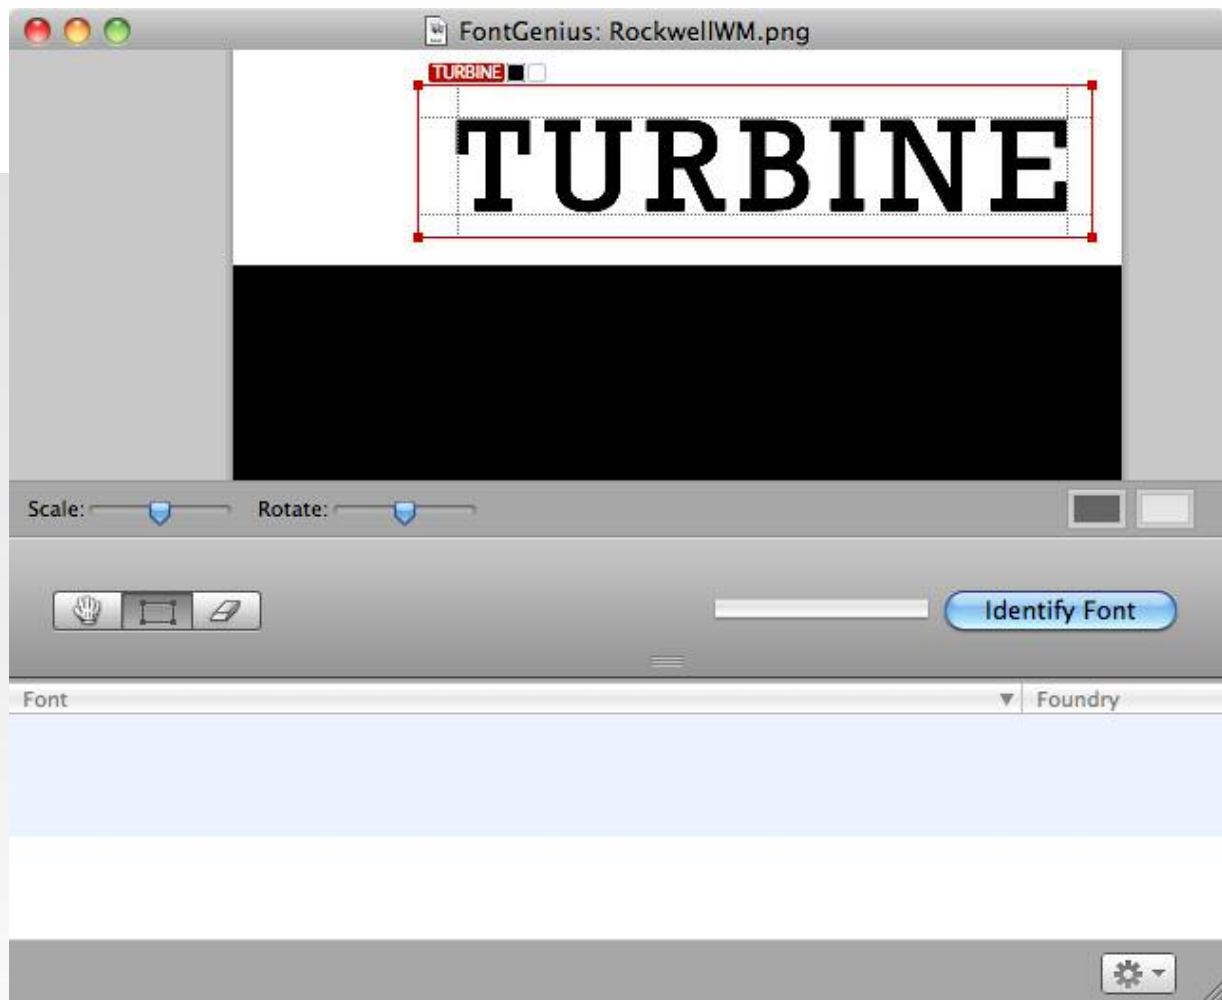 FontGenius: RockwellWM.png
TURBINE
TURBINE
Scale: Rotate:
Identify Font
Font Foundry